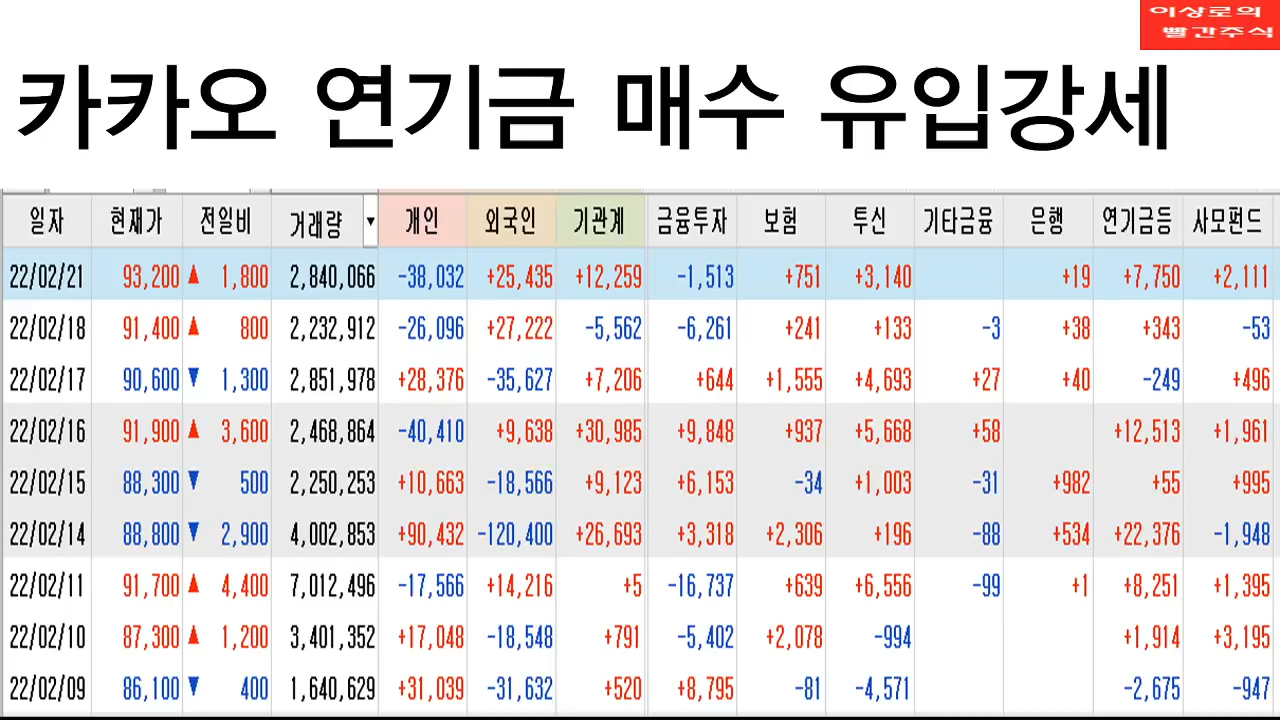 이상로의
빨간주식
카카오 연기금 매수 유입강세
일자 현재가 전일비 거래량 ▼ 개인 외국인 기관계 금융투자 보험 투신 기타금융 은행 연기금등 사모펀드
22/02/21 93,200 ▲ 1,800 2,840,066 -38,032 +25,435 +12,259 -1,513 +751 +3,140 +19 +7,750 +2,111
22/02/18 91,400 ▲ 800 2,232,912 -26,096 +27,222 -5,562 -6,261 +241 +133 -3 +38 +343 -53
22/02/17 90,600 ▼ 1,300 2,851,978 +28,376 -35,627 +7,206 +644 +1,555 +4,693 +27 +40 -249 +496
22/02/16 91,900 ▲ 3,600 2,468,864 -40,410 +9,638 +30,985 +9,848 +937 +5,668 +58 +12,513 +1,961
22/02/15 88,300 ▼ 500 2,250,253 +10,663 -18,566 +9,123 +6,153 -34 +1,003 -31 +982 +55 +995
22/02/14 88,800 ▼ 2,900 4,002,853 +90,432 -120,400 +26,693 +3,318 +2,306 +196 -88 +534 +22,376 -1,948
22/02/11 91,700 ▲ 4,400 7,012,496 -17,566 +14,216 +5 -16,737 +639 +6,556 -99 +1 +8,251 +1,395
22/02/10 87,300 ▲ 1,200 3,401,352 +17,048 -18,548 +791 -5,402 +2,078 -994 +1,914 +3,195
22/02/09 86,100 ▼ 400 1,640,629 +31,039 -31,632 +520 +8,795 -81 -4,571 -2,675 -947